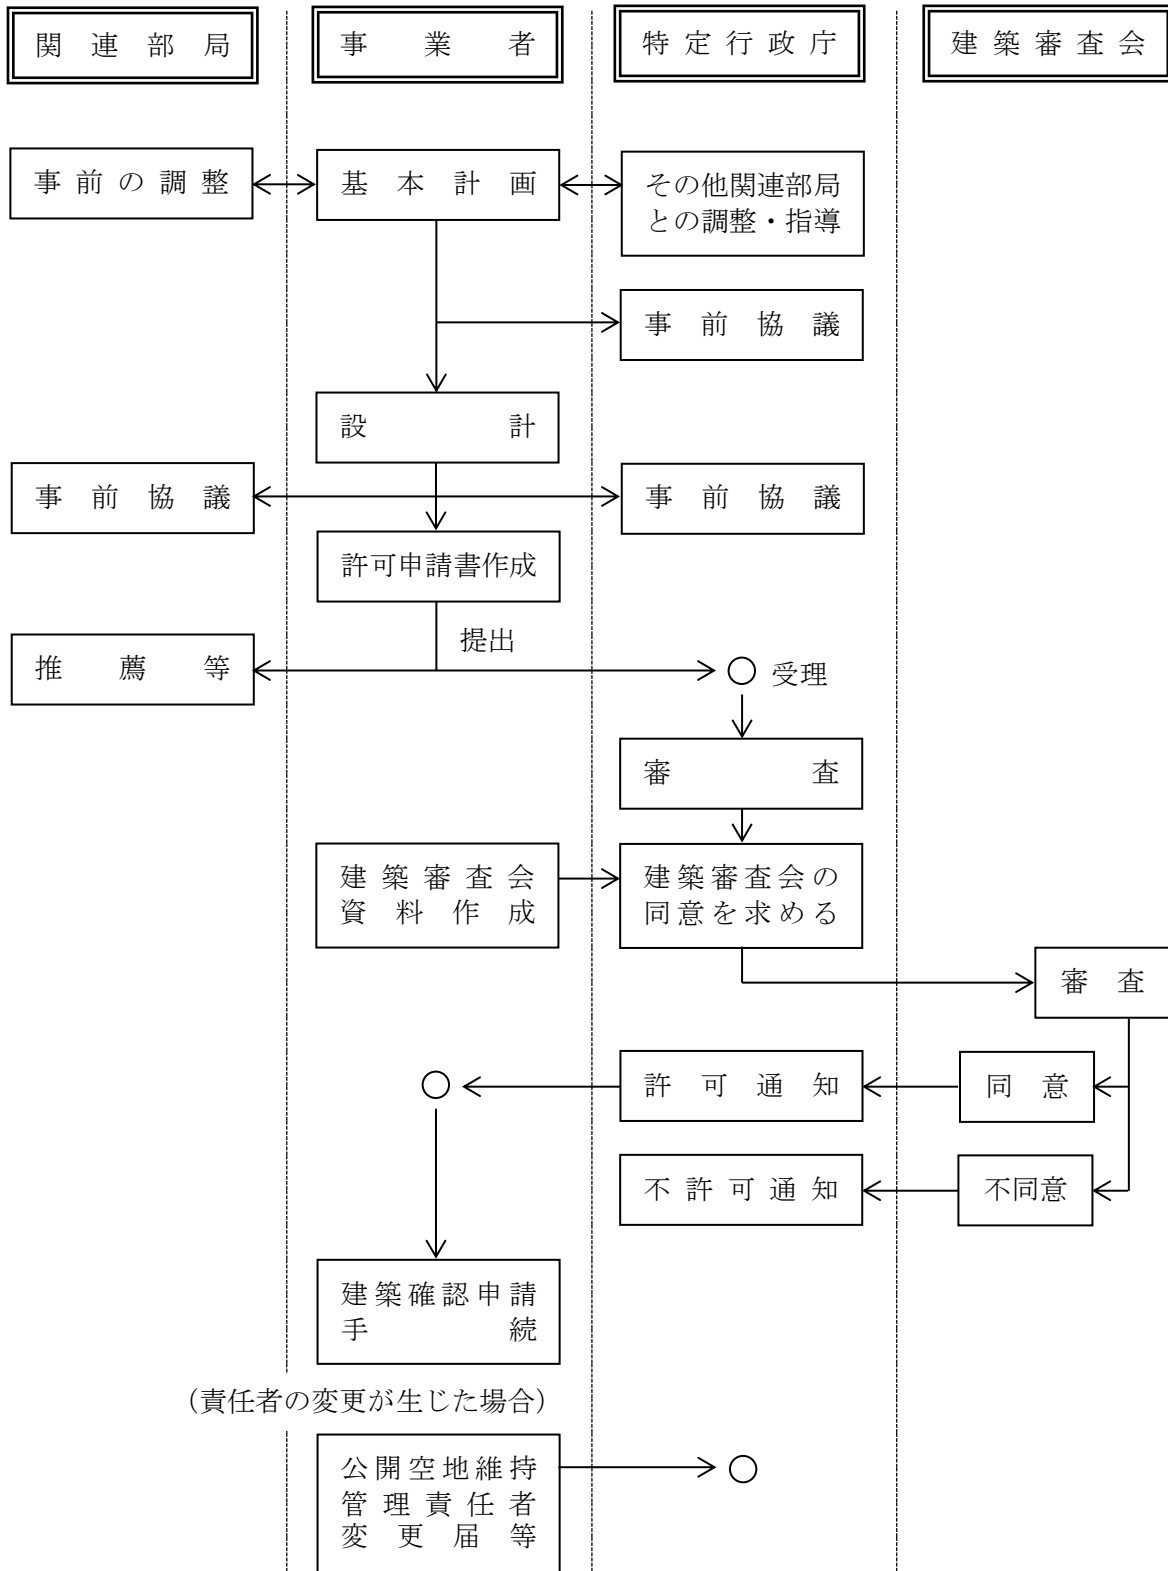 関連部局
事業者
特定行政庁
建築審査会
事前の調整
基本計画
その他関連部局
との調整・指導
事前協議
設計
事前協議
事前協議
許可申請書作成
提出
推薦等
受理
審査
建築審査会
資料作成
建築審査会の
同意を求める
審査
許可通知
同意
不許可通知
不同意
建築確認申請
手続
（責任者の変更が生じた場合）
公開空地維持
管理責任者
変更届等